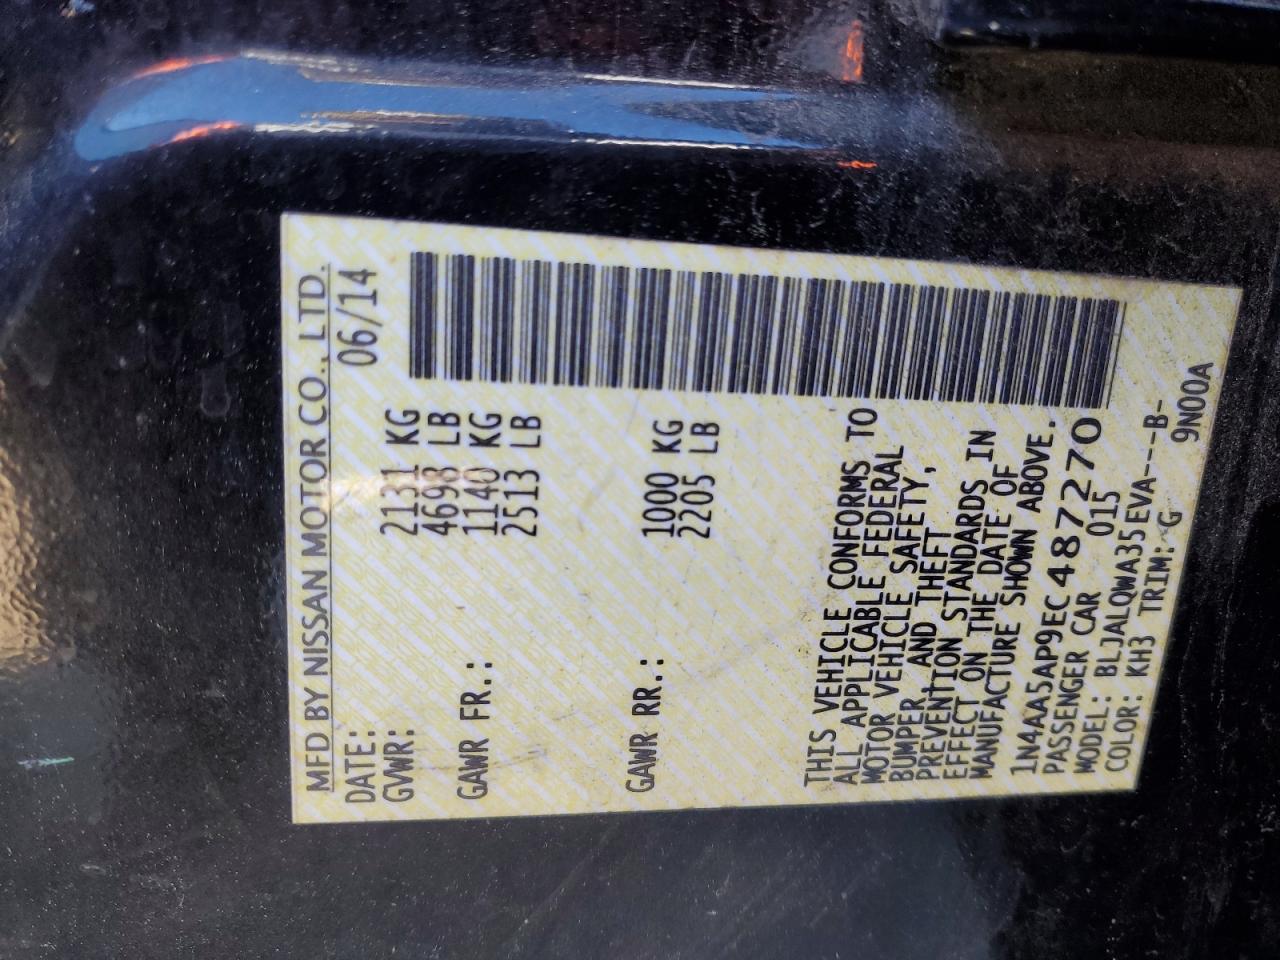 MFD BY NISSAN MOTOR CO., LTD.
DATE: 06/14
GVWR: 2131 KG
4698 LB
GAWR FR.: 1140 KG
2513 LB
GAWR RR.: 1000 KG
2205 LB
THIS VEHICLE CONFORMS TO
ALL APPLICABLE FEDERAL
MOTOR VEHICLE SAFETY,
BUMPER, AND THEFT
PREVENTION STANDARDS IN
EFFECT ON THE DATE OF
MANUFACTURE SHOWN ABOVE.
1N4AA5AP9EC487270
PASSENGER CAR 015
MODEL: BLJALQWA35EVA---B-
COLOR: KH3 TRIM: G 9N00A